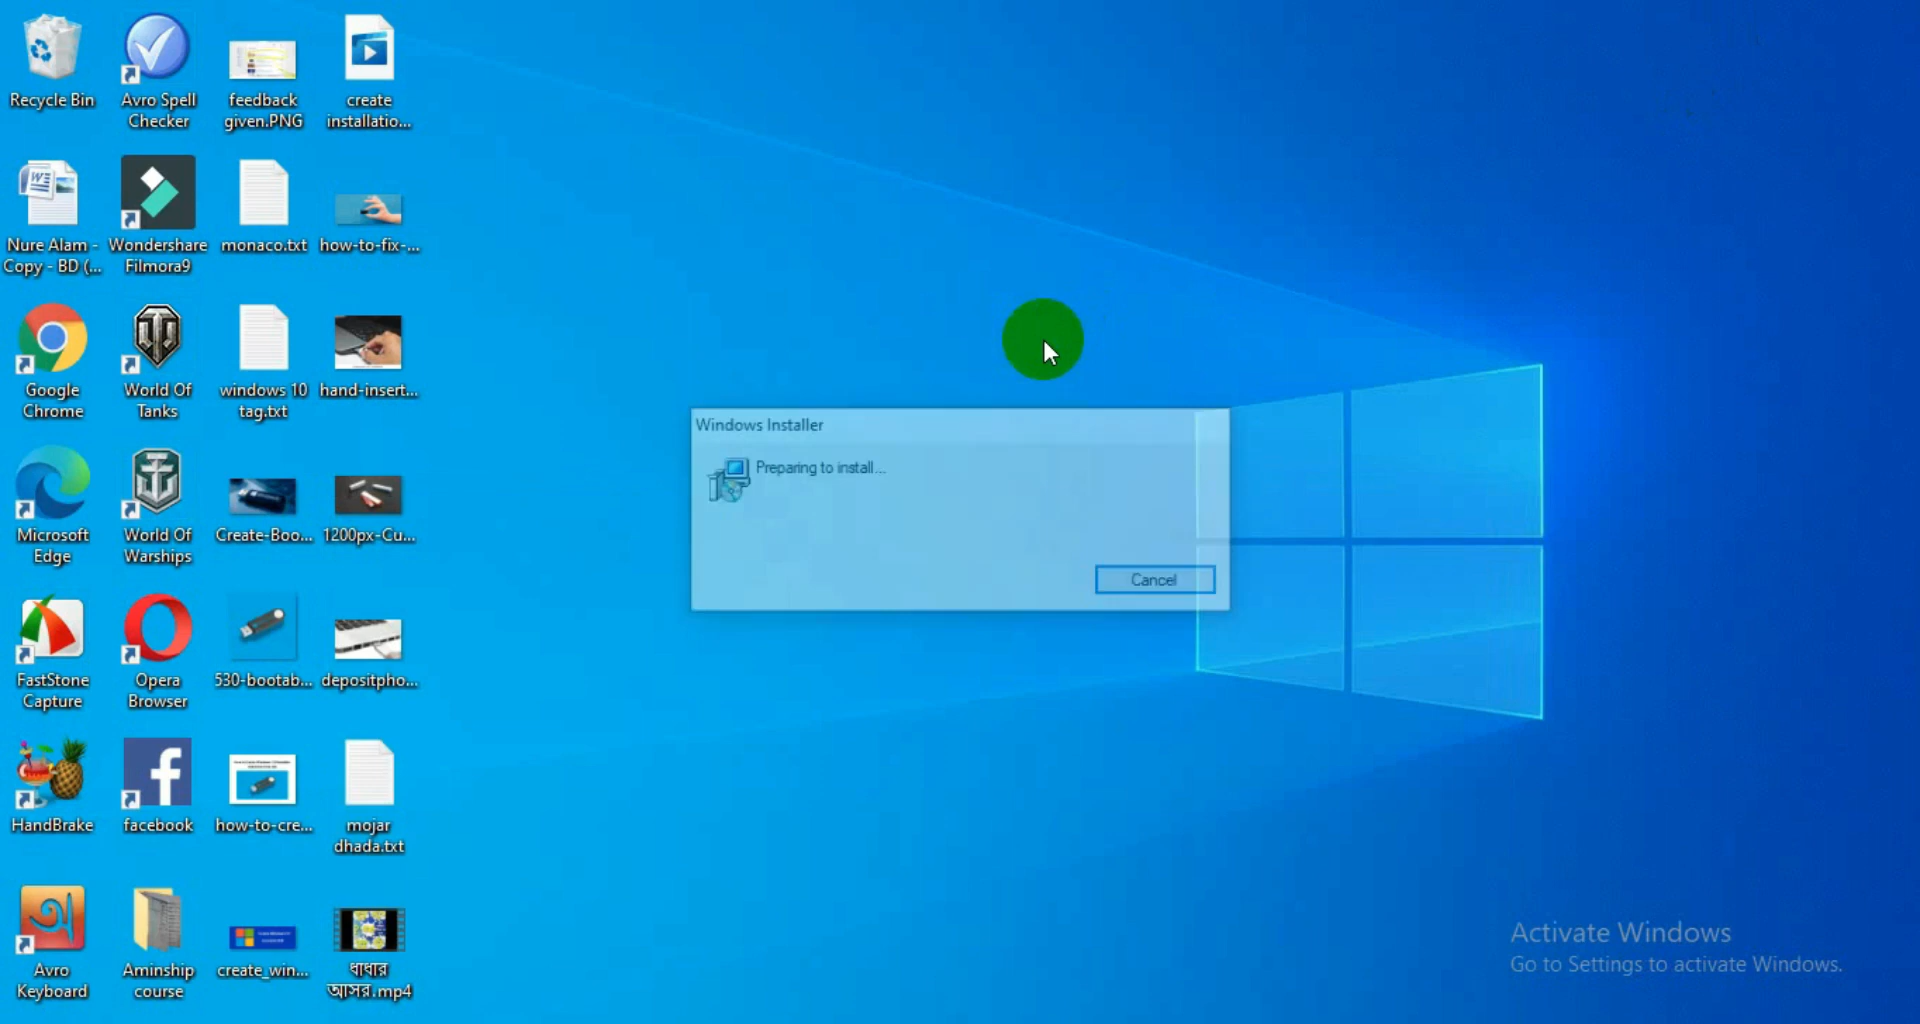 Recycle Bin
Avro Spell
Checker
feedback
given.PNG
create
installatio...
Nure Alam -
Copy - BD (...
Wondershare
Filmora9
monaco.txt
how-to-fix-...
Google
Chrome
World Of
Tanks
windows 10
tag.txt
hand-insert...
Microsoft
Edge
World Of
Warships
Create-Boo...
1200px-Cu...
FastStone
Capture
Opera
Browser
530-bootab...
depositpho...
HandBrake
facebook
how-to-cre...
mojar
dhada.txt
Avro
Keyboard
Aminship
course
create_win...
ধাধার
আসর.mp4
Windows Installer
Preparing to install...
Cancel
Activate Windows
Go to Settings to activate Windows.